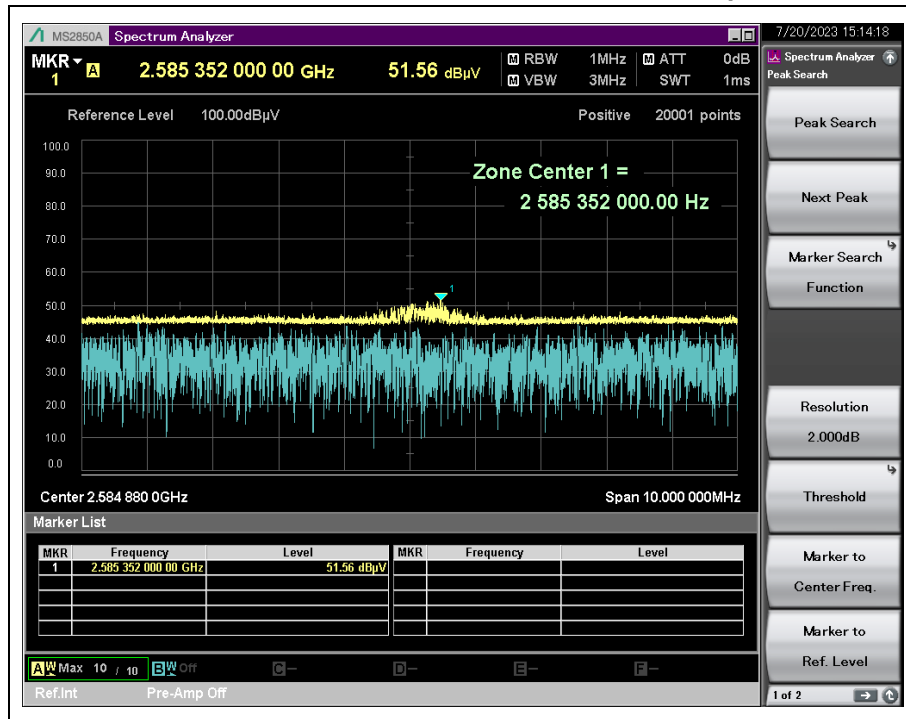 MS2850A Spectrum Analyzer
7/20/2023 15:14:18
MKR 1 A 2.585 352 000 00 GHz 51.56 dBμV
M RBW 1MHz M ATT 0dB
M VBW 3MHz SWT 1ms
Reference Level 100.00dBμV Positive 20001 points
100.0
90.0
80.0
70.0
60.0
50.0
40.0
30.0
20.0
10.0
0.0
Zone Center 1 =
2 585 352 000.00 Hz
1
Center 2.584 880 0GHz Span 10.000 000MHz
Marker List
MKR Frequency Level MKR Frequency Level
1 2.585 352 000 00 GHz 51.56 dBμV
A W Max 10 / 10 B W Off C - D - E - F -
Ref.Int Pre-Amp Off
Spectrum Analyzer
Peak Search
Peak Search
Next Peak
Marker Search
Function
Resolution
2.000dB
Threshold
Marker to
Center Freq.
Marker to
Ref. Level
1 of 2